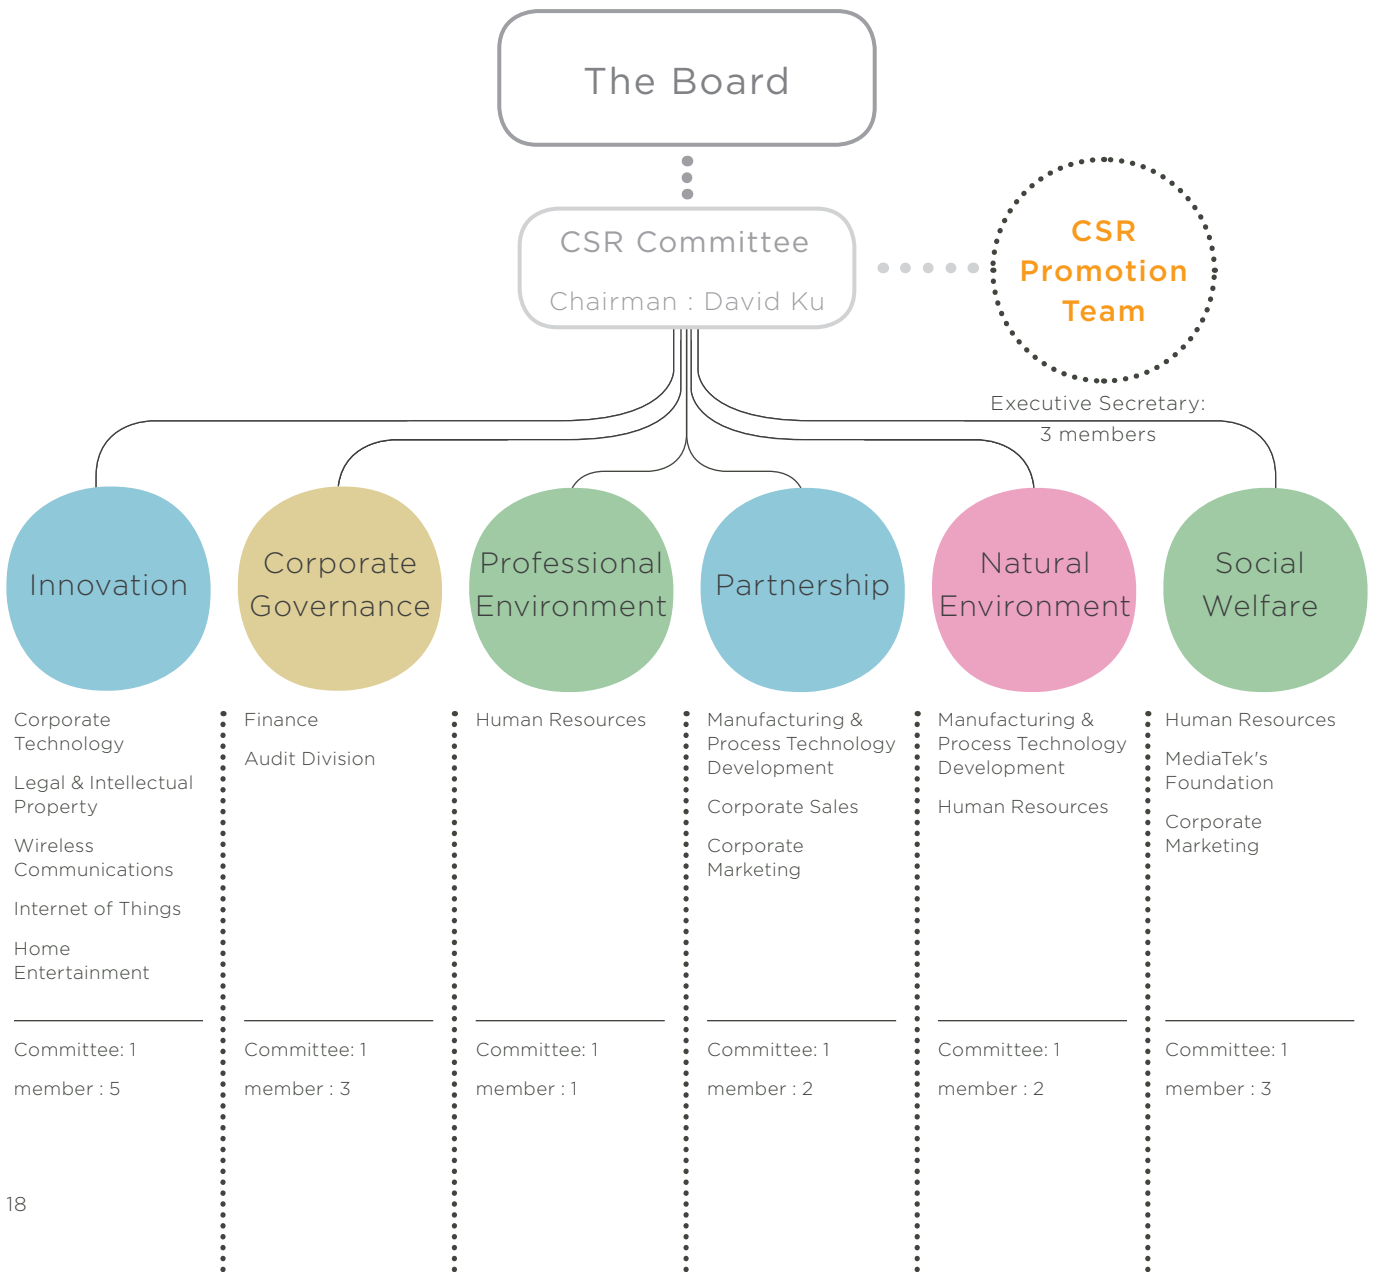 The Board
CSR Committee
Chairman : David Ku
CSR
Promotion
Team
Executive Secretary:
3 members
Innovation
Corporate
Governance
Professional
Environment
Partnership
Natural
Environment
Social
Welfare
Corporate
Technology
Legal & Intellectual
Property
Wireless
Communications
Internet of Things
Home
Entertainment
Committee: 1
member : 5
Finance
Audit Division
Committee: 1
member : 3
Human Resources
Committee: 1
member : 1
Manufacturing &
Process Technology
Development
Corporate Sales
Corporate
Marketing
Committee: 1
member : 2
Manufacturing &
Process Technology
Development
Human Resources
Committee: 1
member : 2
Human Resources
MediaTek's
Foundation
Corporate
Marketing
Committee: 1
member : 3
18